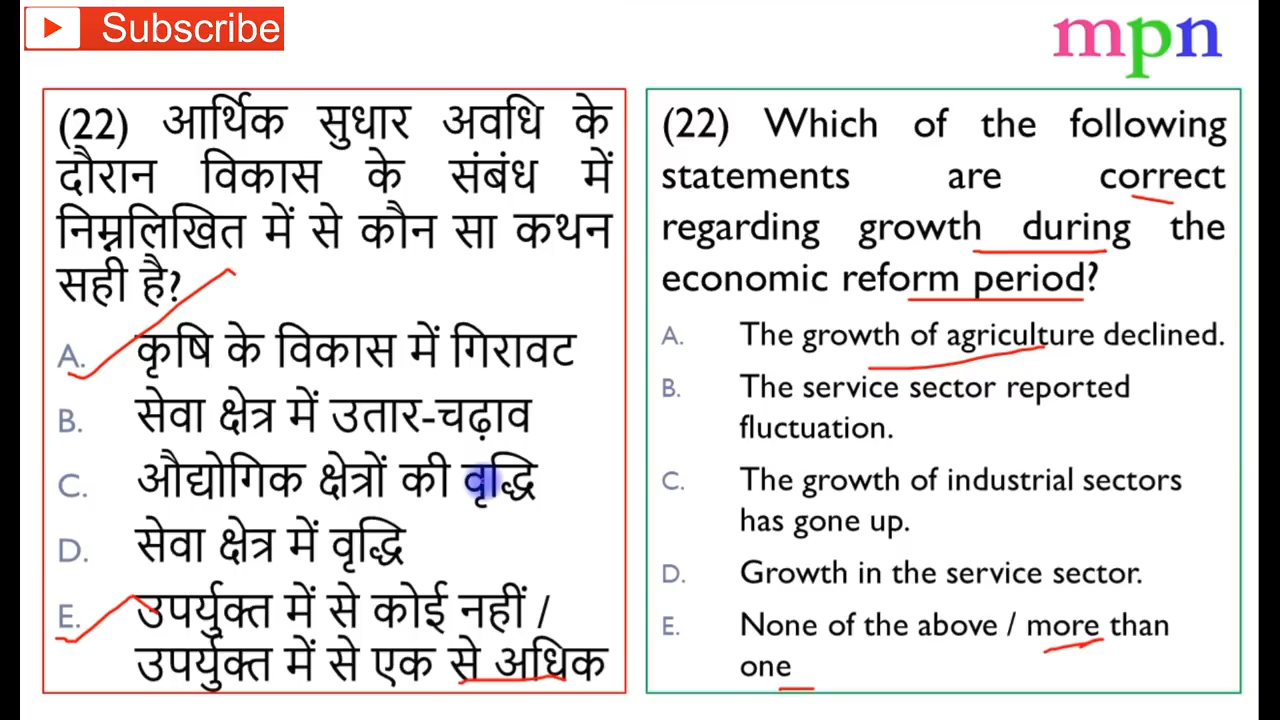 Subscribe
mpn
(22) आर्थिक सुधार अवधि के
दौरान विकास के संबंध में
निम्नलिखित में से कौन सा कथन
सही है?
A. कृषि के विकास में गिरावट
B. सेवा क्षेत्र में उतार-चढ़ाव
C. औद्योगिक क्षेत्रों की वृद्धि
D. सेवा क्षेत्र में वृद्धि
E. उपर्युक्त में से कोई नहीं /
उपर्युक्त में से एक से अधिक
(22) Which of the following
statements are correct
regarding growth during the
economic reform period?
A. The growth of agriculture declined.
B. The service sector reported
fluctuation.
C. The growth of industrial sectors
has gone up.
D. Growth in the service sector.
E. None of the above / more than
one